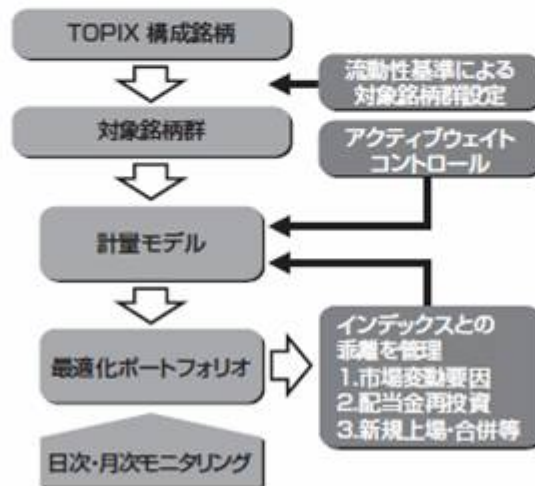 TOPIX 構成銘柄
流動性基準による
対象銘柄群設定
対象銘柄群
アクティブウェイト
コントロール
計量モデル
最適化ポートフォリオ
インデックスとの
乖離を管理
1.市場変動要因
2.配当金再投資
3.新規上場・合併等
日次・月次モニタリング